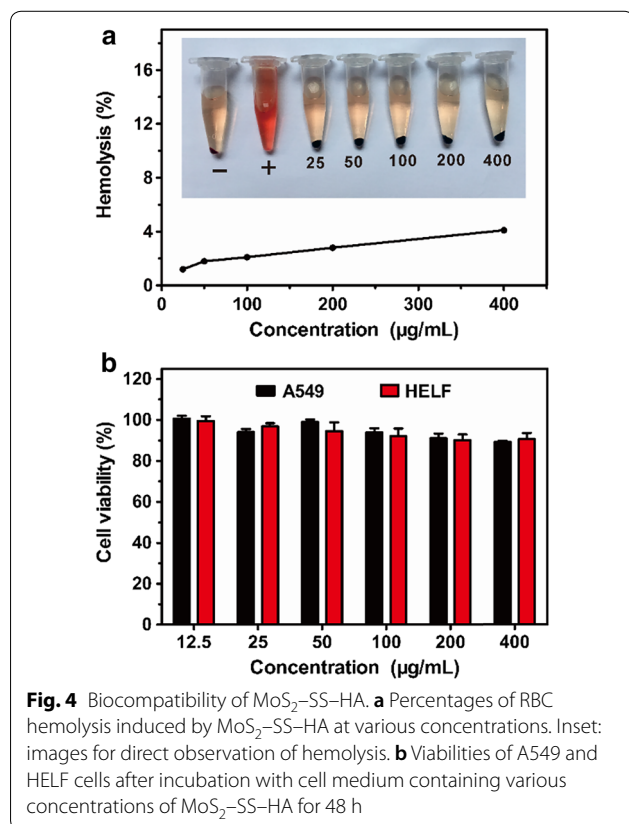 a
Hemolysis (%)
16
12
8
4
0
− + 25 50 100 200 400
0 100 200 300 400
Concentration (µg/mL)
b
Cell viability (%)
120
100
80
60
40
20
0
A549 HELF
12.5 25 50 100 200 400
Concentration (µg/mL)
Fig. 4 Biocompatibility of MoS₂–SS–HA. a Percentages of RBC
hemolysis induced by MoS₂–SS–HA at various concentrations. Inset:
images for direct observation of hemolysis. b Viabilities of A549 and
HELF cells after incubation with cell medium containing various
concentrations of MoS₂–SS–HA for 48 h